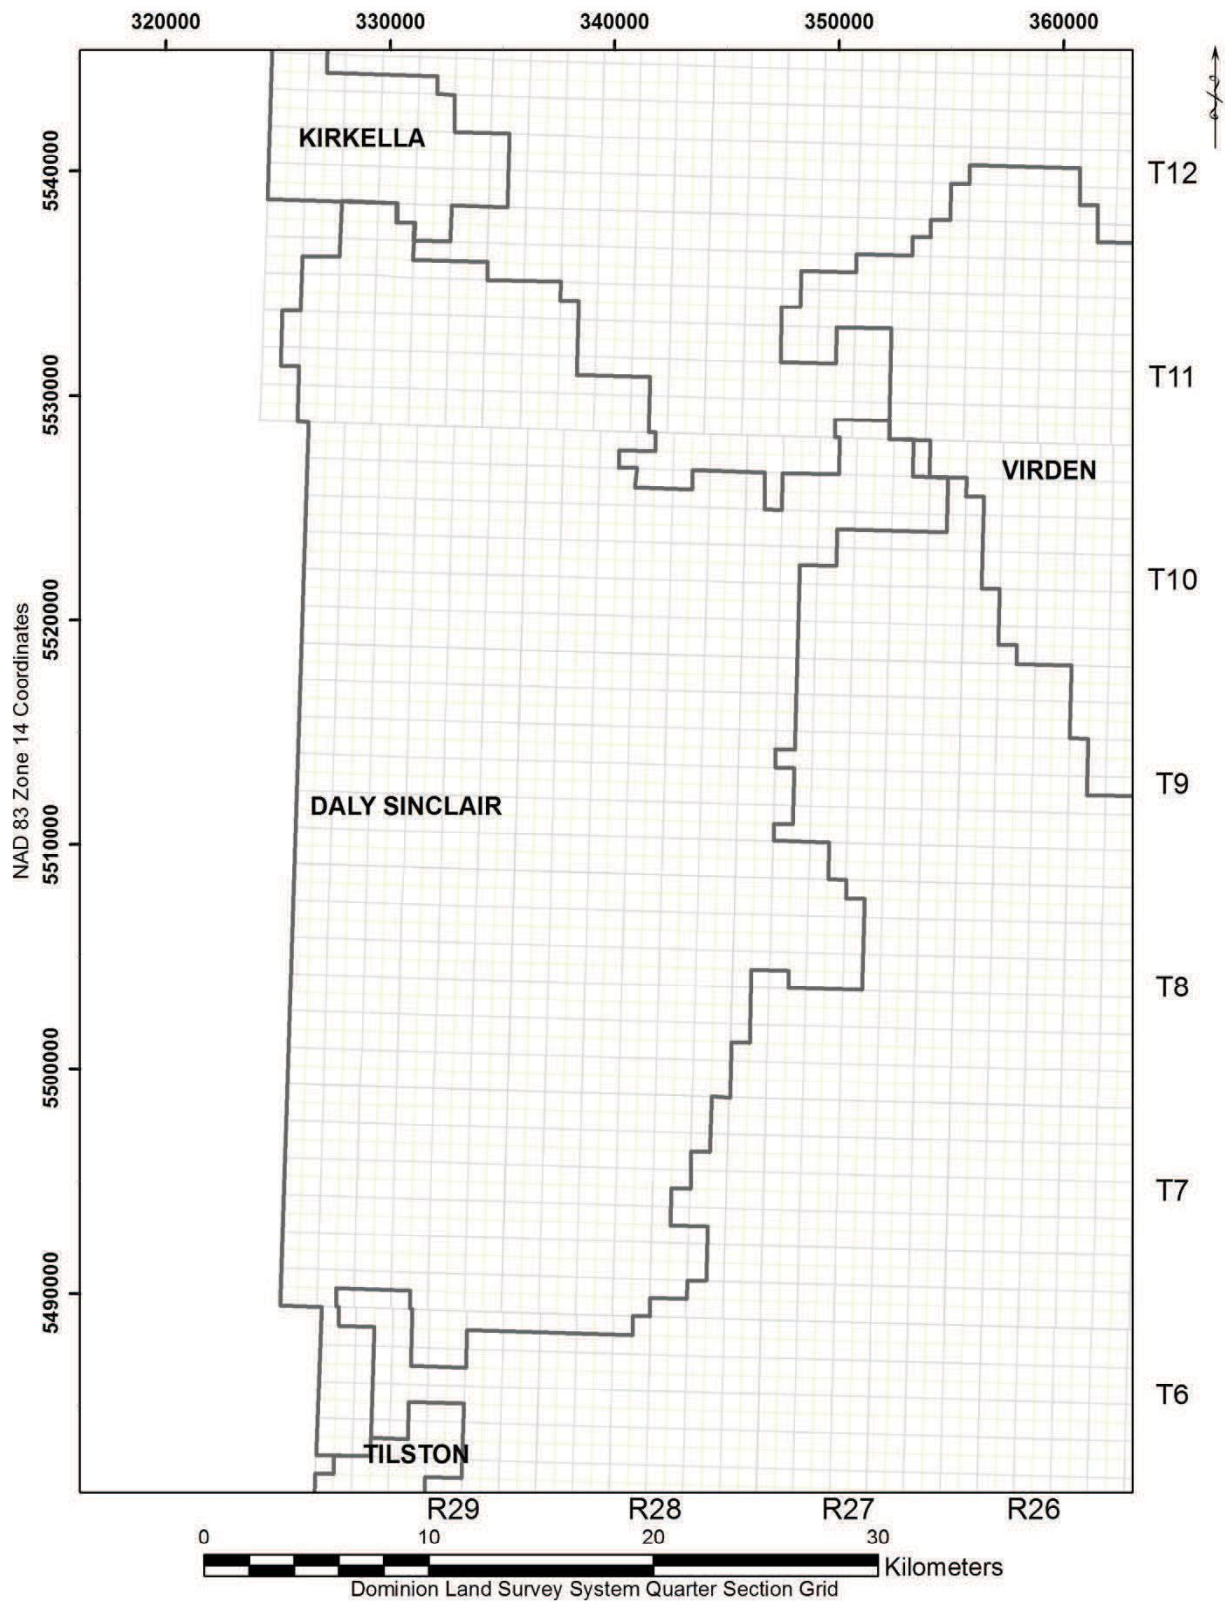 320000 330000 340000 350000 360000
KIRKELLA
5540000
T12
5530000
T11
VIRDEN
T10
5520000
NAD 83 Zone 14 Coordinates
DALY SINCLAIR
T9
5510000
T8
5500000
T7
5490000
T6
TILSTON
R29 R28 R27 R26
0 10 20 30
Kilometers
Dominion Land Survey System Quarter Section Grid